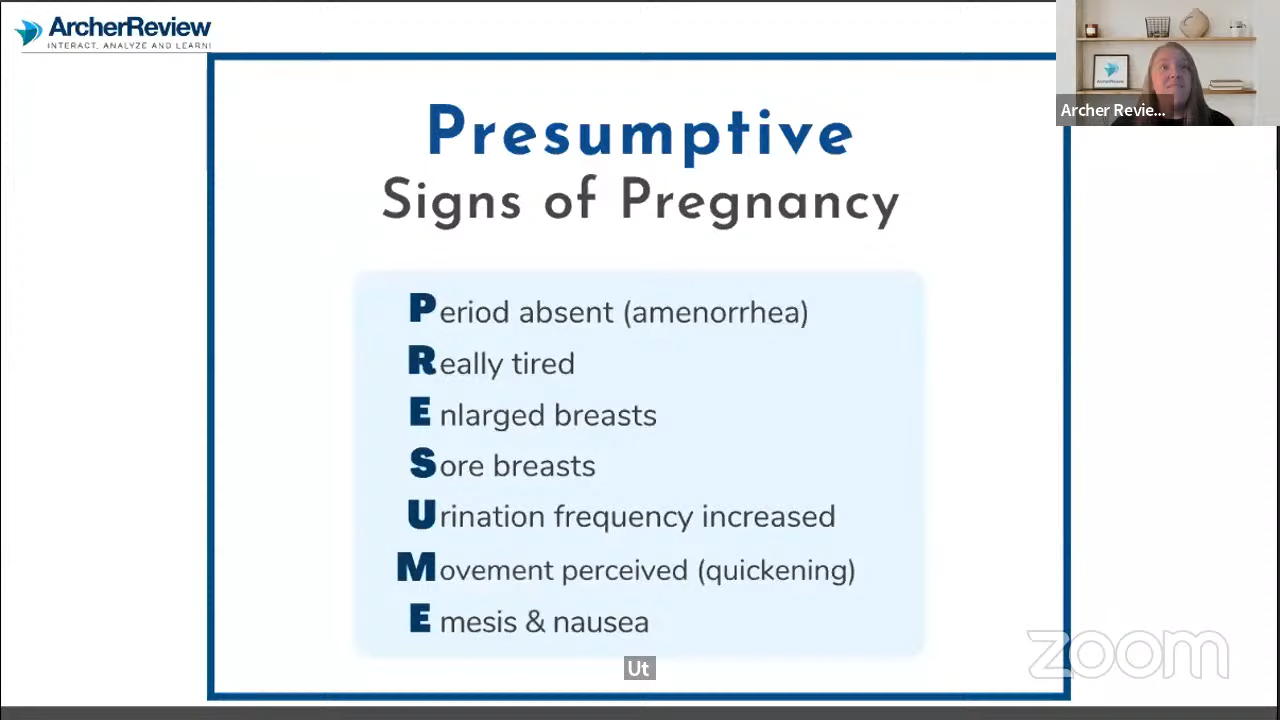 ArcherReview
INTERACT, ANALYZE AND LEARN!
ArcherReview
Archer Revie...
Presumptive
Signs of Pregnancy
Period absent (amenorrhea)
Really tired
Enlarged breasts
Sore breasts
Urination frequency increased
Movement perceived (quickening)
Emesis & nausea
Ut
zoom